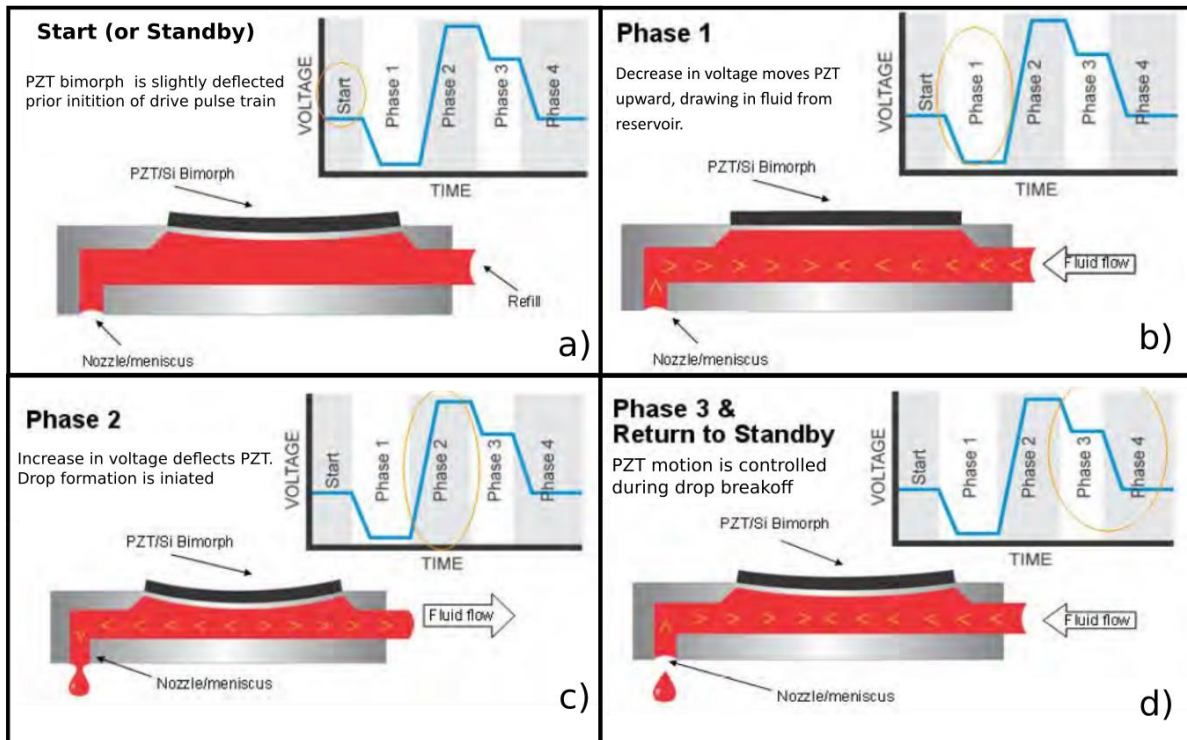 Start (or Standby)
PZT bimorph is slightly deflected
prior initition of drive pulse train
VOLTAGE
Start
Phase 1
Phase 2
Phase 3
Phase 4
TIME
PZT/Si Bimorph
Refill
Nozzle/meniscus
a)
Phase 1
Decrease in voltage moves PZT
upward, drawing in fluid from
reservoir.
VOLTAGE
Start
Phase 1
Phase 2
Phase 3
Phase 4
TIME
PZT/Si Bimorph
Fluid flow
Nozzle/meniscus
b)
Phase 2
Increase in voltage deflects PZT.
Drop formation is iniated
VOLTAGE
Start
Phase 1
Phase 2
Phase 3
Phase 4
TIME
PZT/Si Bimorph
Fluid flow
Nozzle/meniscus
c)
Phase 3 &
Return to Standby
PZT motion is controlled
during drop breakoff
VOLTAGE
Start
Phase 1
Phase 2
Phase 3
Phase 4
TIME
PZT/Si Bimorph
Fluid flow
Nozzle/meniscus
d)